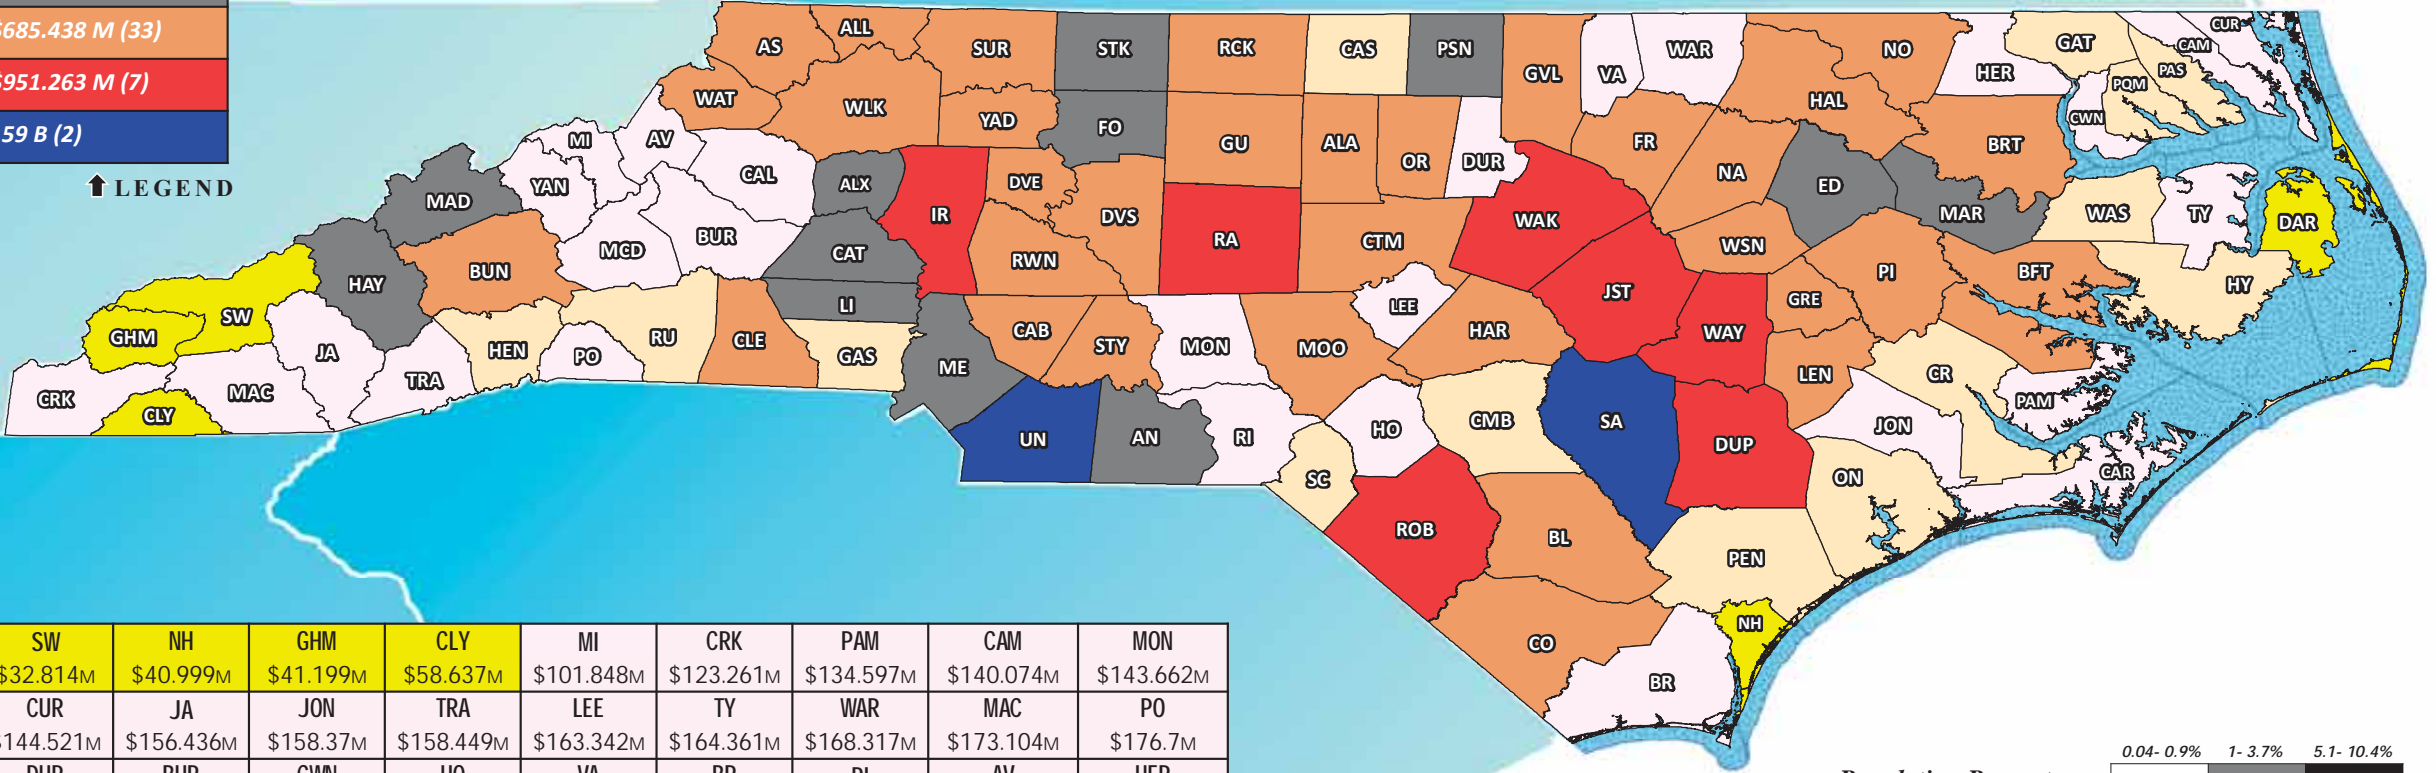 $685.438 M (33)
$951.263 M (7)
59 B (2)
LEGEND
AS
ALL
SUR
STK
RCK
CAS
PSN
GVL
VA
WAR
NO
HER
GAT
CAM
CUR
PAS
PQM
CWN
WAT
WLK
YAD
FO
GU
ALA
OR
DUR
FR
HAL
BRT
MI
AV
YAN
CAL
ALX
IR
DVE
DVS
RA
CTM
WAK
NA
ED
MAR
WAS
TY
DAR
MAD
BUN
MCD
BUR
CAT
RWN
WSN
PI
BFT
HY
HAY
SW
GHM
JA
HEN
PO
RU
CLE
LI
GAS
ME
CAB
STY
MON
MOO
LEE
HAR
JST
WAY
GRE
LEN
CR
PAM
CRK
CLY
MAC
TRA
UN
AN
RI
HO
SC
CMB
SA
DUP
JON
ON
CAR
ROB
BL
PEN
CO
NH
BR
SW NH GHM CLY MI CRK PAM CAM MON
$32.814M $40.999M $41.199M $58.637M $101.848M $123.261M $134.597M $140.074M $143.662M
CUR JA JON TRA LEE TY WAR MAC PO
$144.521M $156.436M $158.37M $158.449M $163.342M $164.361M $168.317M $173.104M $176.7M
0.04- 0.9% 1- 3.7% 5.1- 10.4%